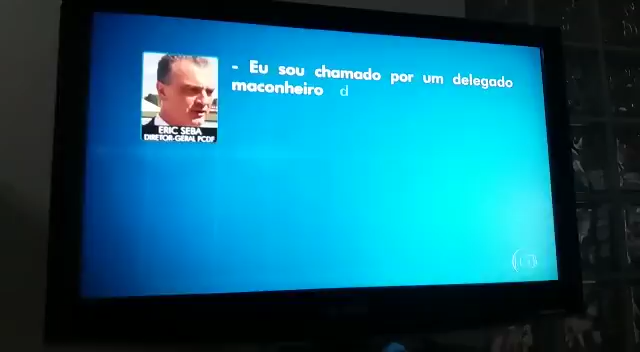 - Eu sou chamado por um delegado
maconheiro d
ERIC SEBA
DIRETOR-GERAL PCDF